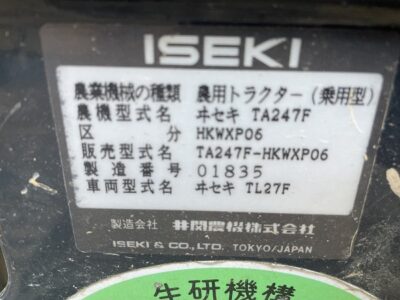 ISEKI
農業機械の種類 農用トラクター(乗用型)
農機型式名 ヰセキ TA247F
区分 HKWXP06
販売型式名 TA247F-HKWXP06
製造番号 01835
車両型式名 ヰセキ TL27F
製造会社 井関農機株式会社
ISEKI & CO., LTD. TOKYO/JAPAN
生研機構